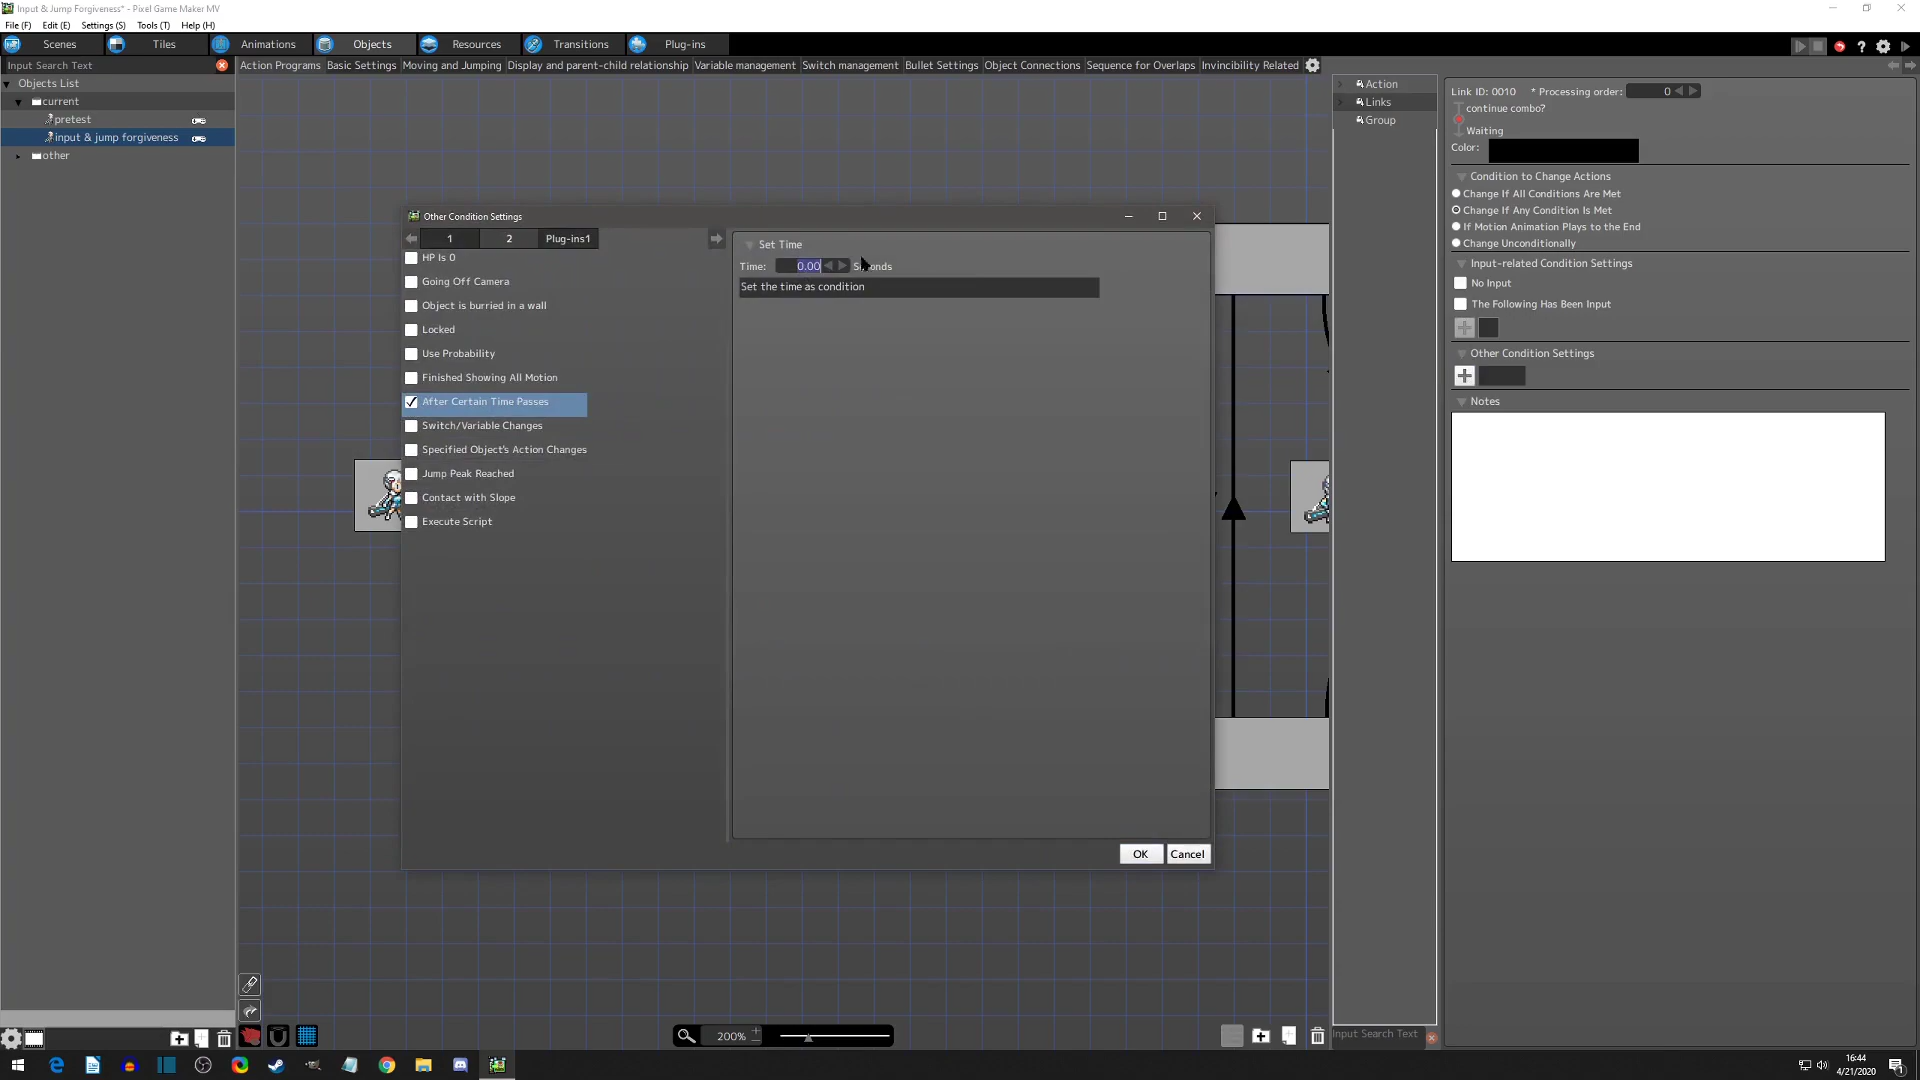 Input & Jump Forgiveness* - Pixel Game Maker MV
File (F) Edit (E) Settings (S) Tools (T) Help (H)
Scenes Tiles Animations Objects Resources Transitions Plug-ins
Input Search Text
Action Programs Basic Settings Moving and Jumping Display and parent-child relationship Variable management Switch management Bullet Settings Object Connections Sequence for Overlaps Invincibility Related
Objects List
current
pretest
input & jump forgiveness
other
Other Condition Settings
1 2 Plug-ins1
HP Is 0
Going Off Camera
Object is burried in a wall
Locked
Use Probability
Finished Showing All Motion
After Certain Time Passes
Switch/Variable Changes
Specified Object's Action Changes
Jump Peak Reached
Contact with Slope
Execute Script
Set Time
Time: 0.00
Set the time as condition
OK Cancel
Action
Links
Group
Link ID: 0010 * Processing order: 0
continue combo?
Waiting
Color:
Condition to Change Actions
Change If All Conditions Are Met
Change If Any Condition Is Met
If Motion Animation Plays to the End
Change Unconditionally
Input-related Condition Settings
No Input
The Following Has Been Input
Other Condition Settings
Notes
200%
Input Search Text
16:44
4/21/2020